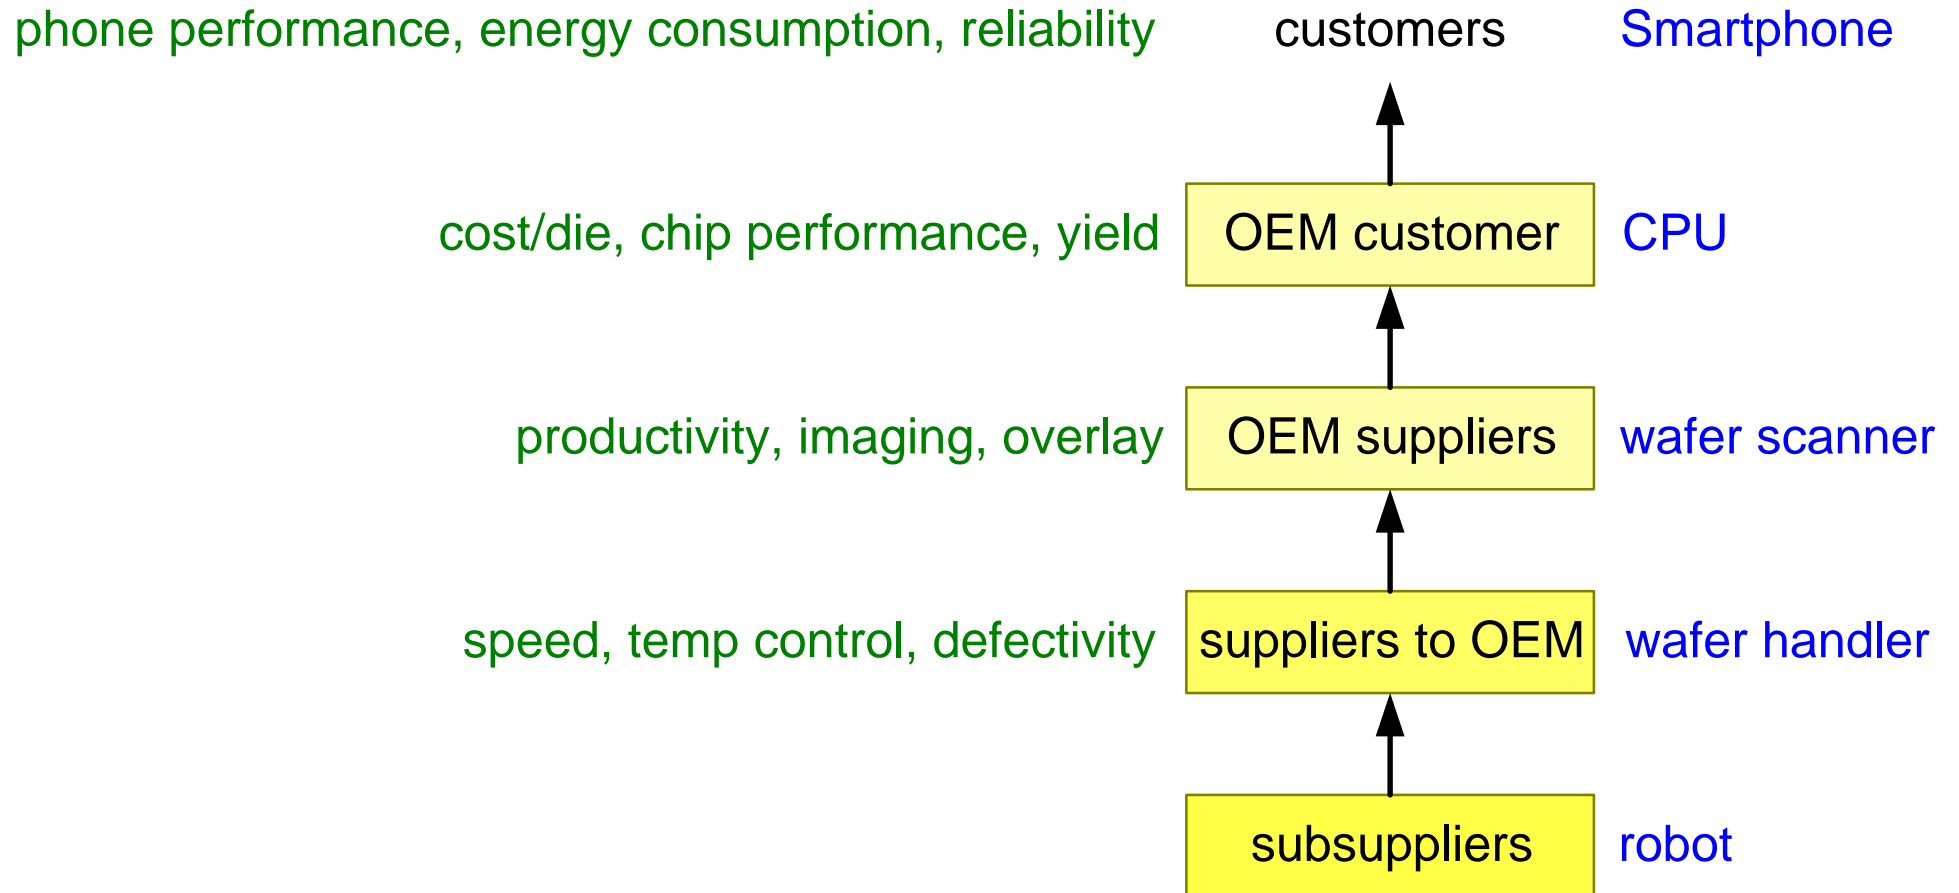 phone performance, energy consumption, reliability customers Smartphone
cost/die, chip performance, yield OEM customer CPU
productivity, imaging, overlay OEM suppliers wafer scanner
speed, temp control, defectivity suppliers to OEM wafer handler
subsuppliers robot